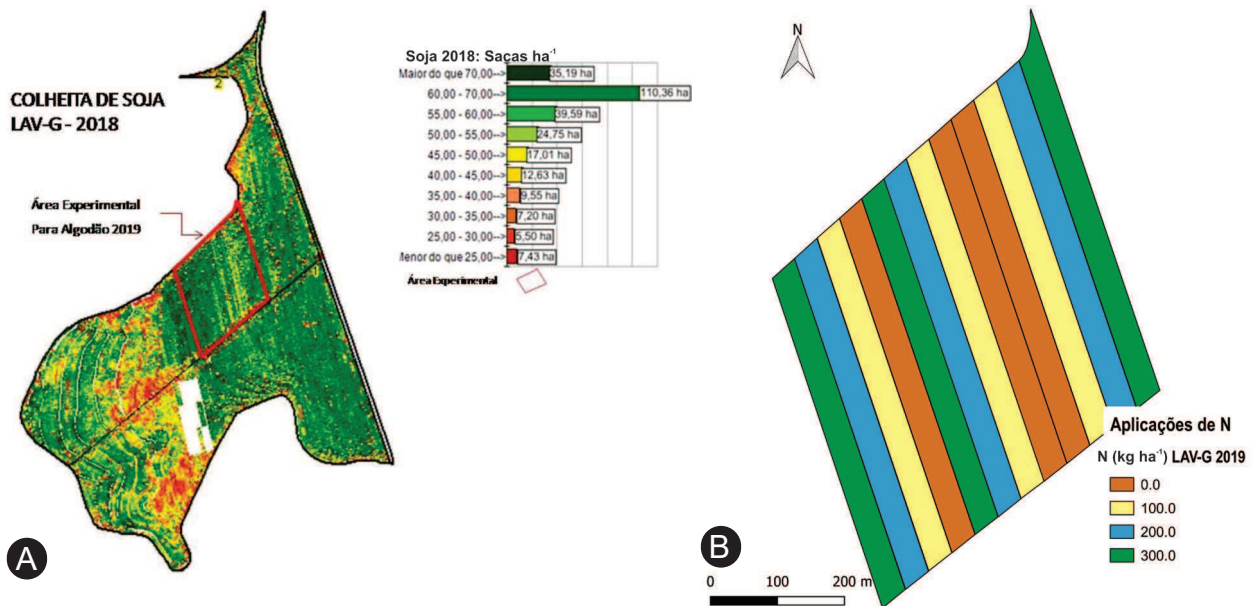 COLHEITA DE SOJA
LAV-G - 2018
2
Área Experimental
Para Algodão 2019
Soja 2018: Sacas ha⁻¹
Maior do que 70,00--> 35,19 ha
60,00 - 70,00--> 110,36 ha
55,00 - 60,00--> 39,59 ha
50,00 - 55,00--> 24,75 ha
45,00 - 50,00--> 17,01 ha
40,00 - 45,00--> 12,63 ha
35,00 - 40,00--> 9,55 ha
30,00 - 35,00--> 7,20 ha
25,00 - 30,00--> 5,50 ha
Menor do que 25,00--> 7,43 ha
Área Experimental
A
N
Aplicações de N
N (kg ha⁻¹) LAV-G 2019
0.0
100.0
200.0
300.0
B
0 100 200 m